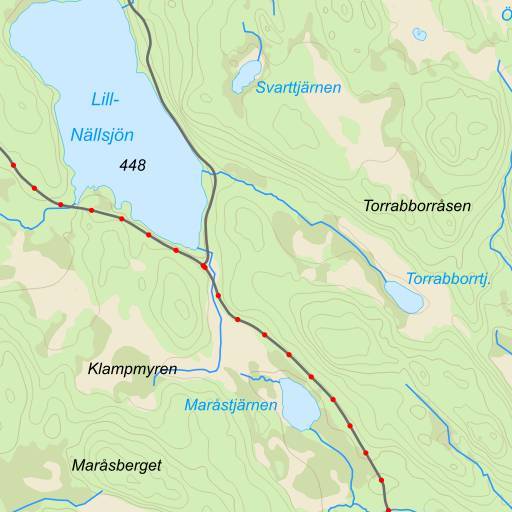 Ö
Svarttjärnen
Lill-
Nällsjön
448
Torrabborråsen
Torrabborrtj.
Klampmyren
Maråstjärnen
Maråsberget